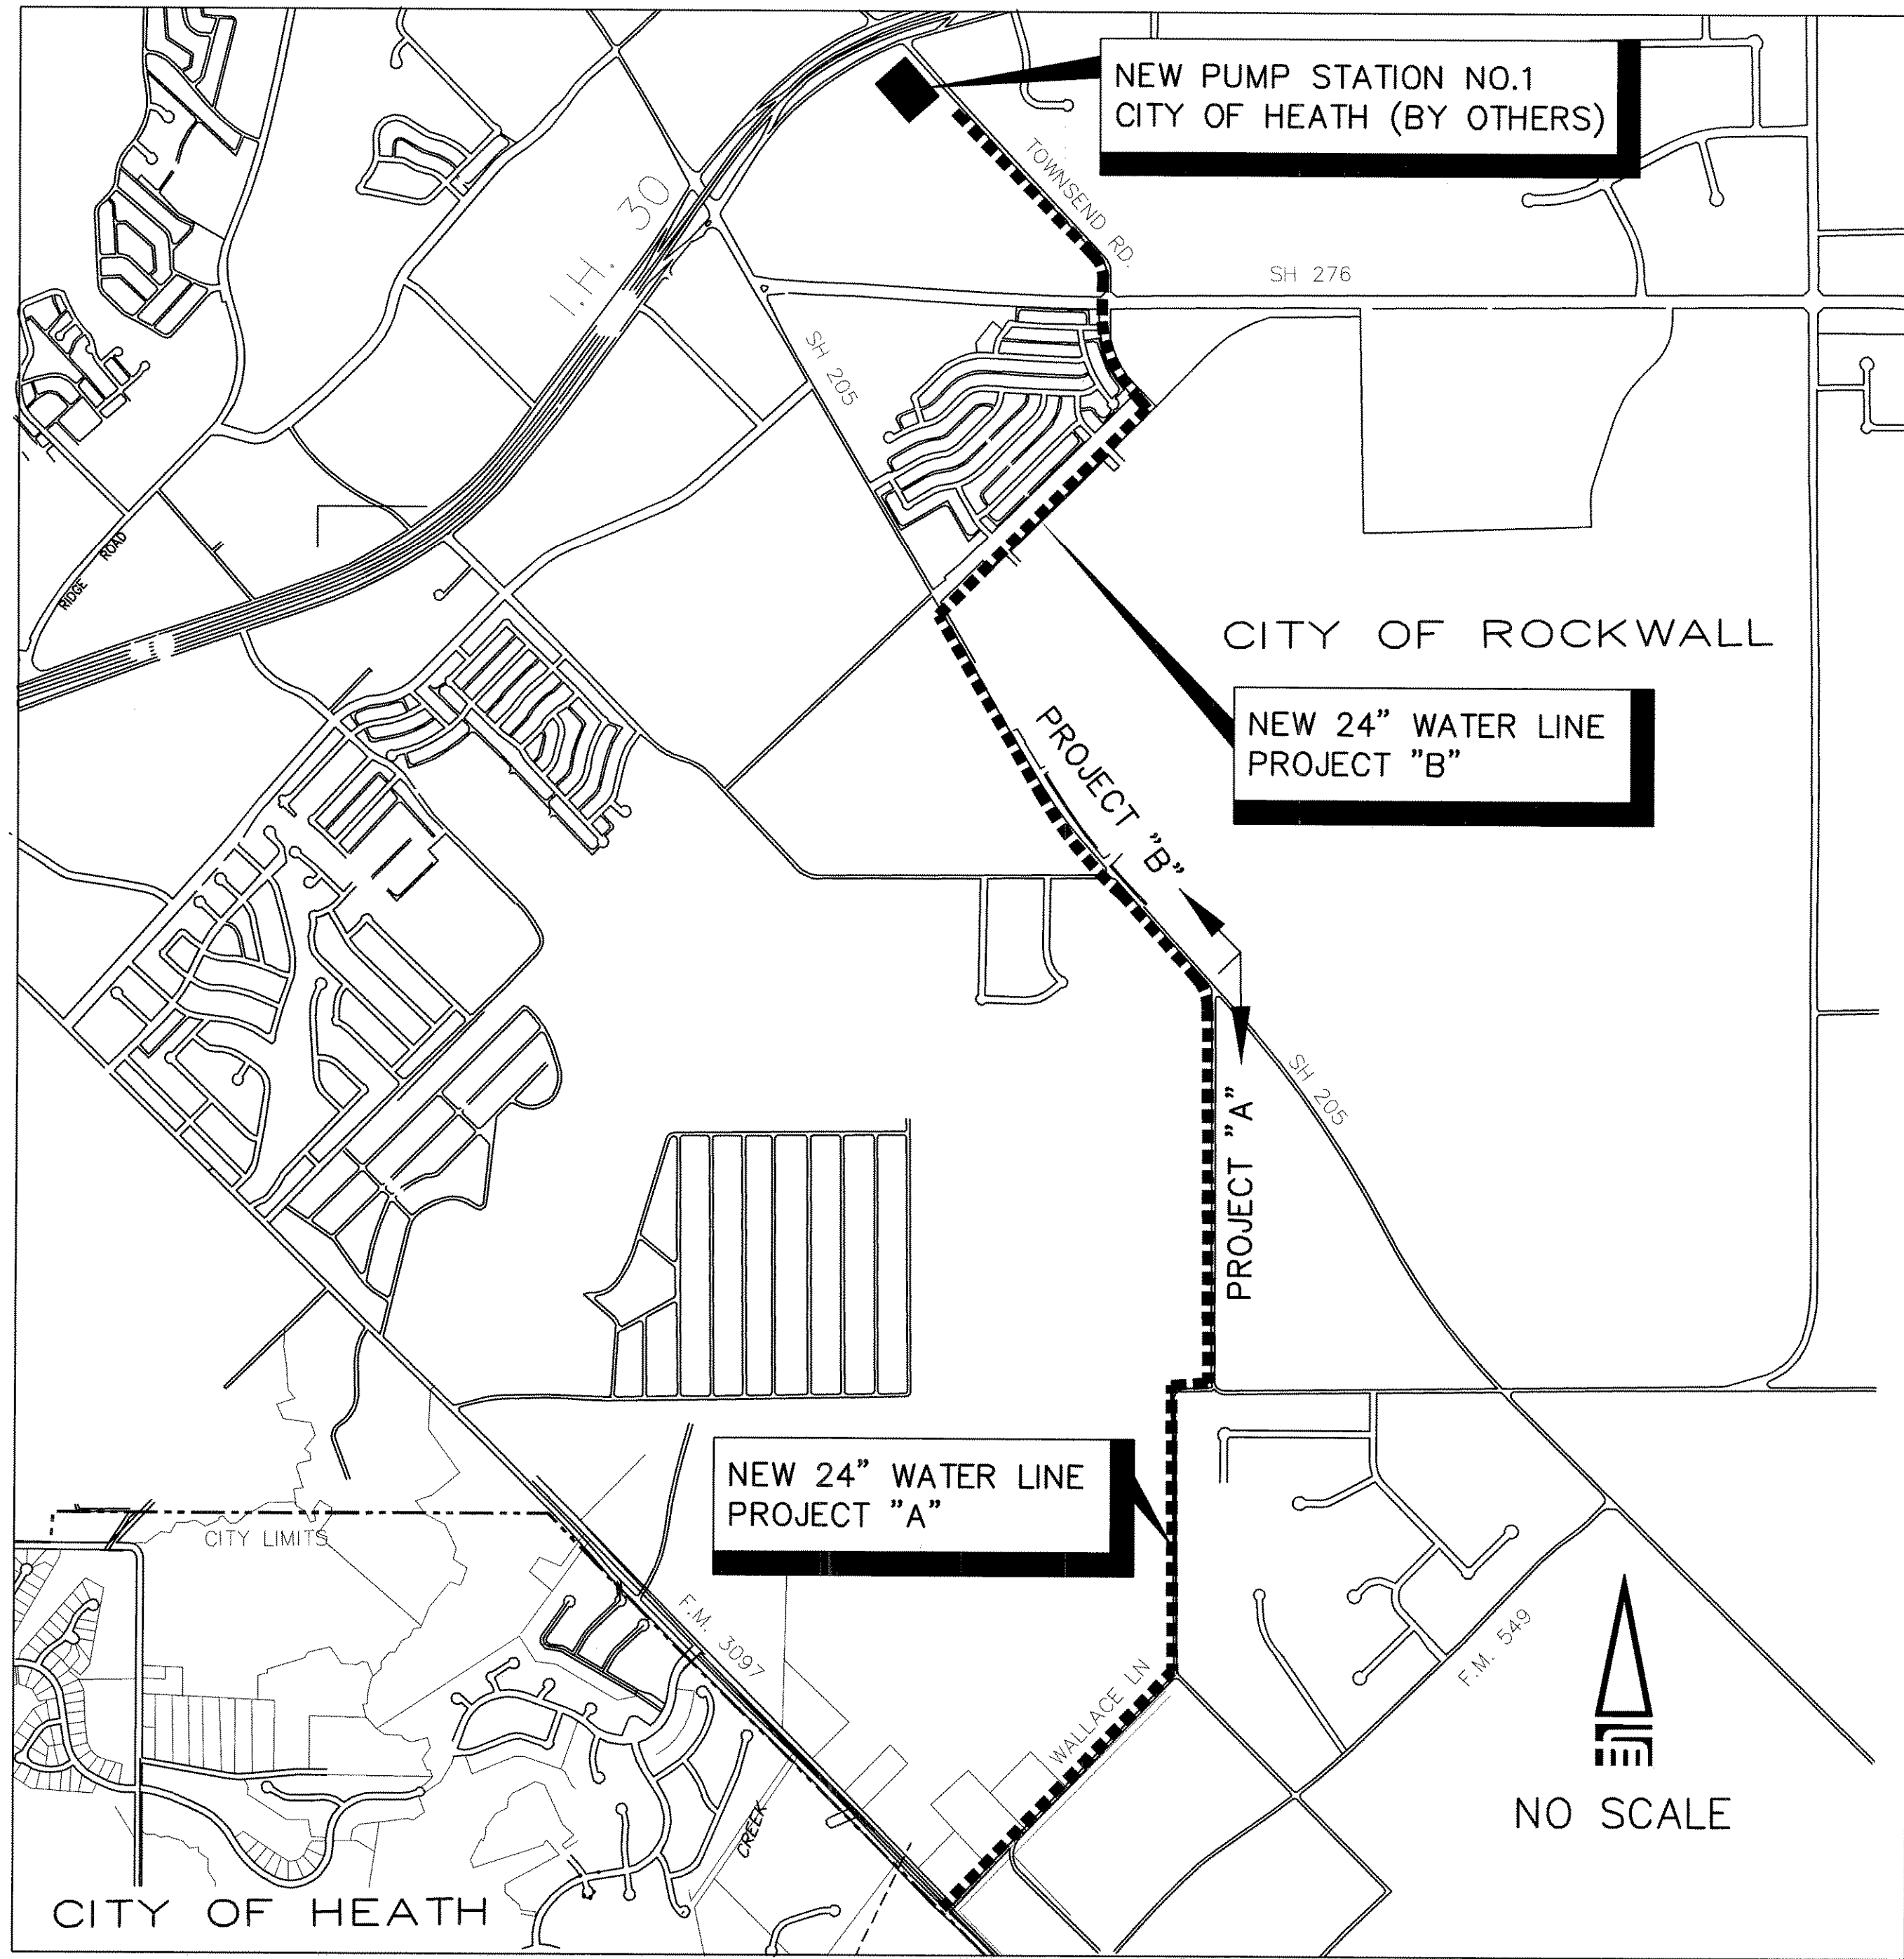 NEW PUMP STATION NO.1
CITY OF HEATH (BY OTHERS)
TOWNSEND RD.
I.H. 30
SH 276
SH 205
RIDGE ROAD
CITY OF ROCKWALL
NEW 24" WATER LINE
PROJECT "B"
PROJECT "B"
SH 205
PROJECT "A"
NEW 24" WATER LINE
PROJECT "A"
CITY LIMITS
F.M. 3097
F.M. 549
WALLACE LN
CREEK
NO SCALE
CITY OF HEATH